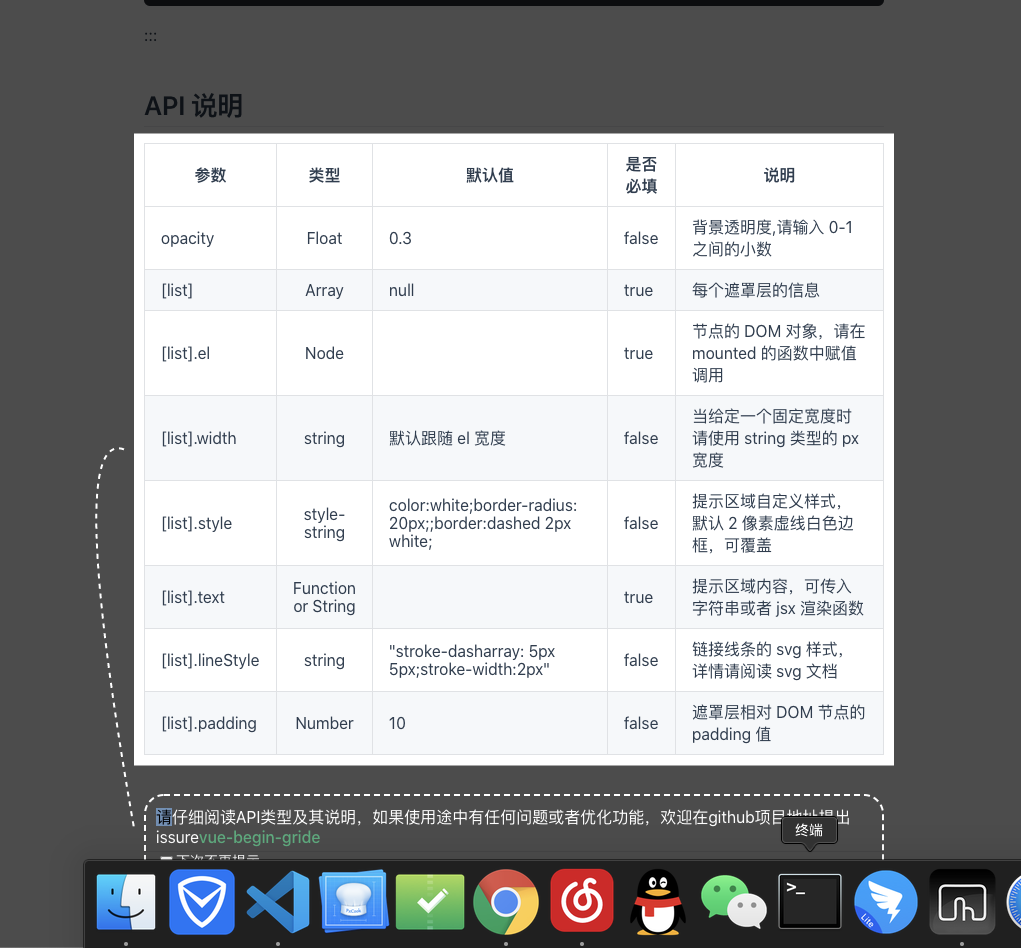 :::
API 说明
参数 类型 默认值 是否必填 说明
opacity Float 0.3 false 背景透明度,请输入 0-1
之间的小数
[list] Array null true 每个遮罩层的信息
[list].el Node true 节点的 DOM 对象，请在
mounted 的函数中赋值
调用
[list].width string 默认跟随 el 宽度 false 当给定一个固定宽度时
请使用 string 类型的 px
宽度
[list].style style-
string
color:white;border-radius:
20px;;border:dashed 2px
white;
false 提示区域自定义样式，
默认 2 像素虚线白色边
框，可覆盖
[list].text Function
or String
true 提示区域内容，可传入
字符串或者 jsx 渲染函数
[list].lineStyle string "stroke-dasharray: 5px
5px;stroke-width:2px"
false 链接线条的 svg 样式，
详情请阅读 svg 文档
[list].padding Number 10 false 遮罩层相对 DOM 节点的
padding 值
请仔细阅读API类型及其说明，如果使用途中有任何问题或者优化功能，欢迎在github项目地址提出
issurevue-begin-gride
下次不再提示
终端
>_
Lite